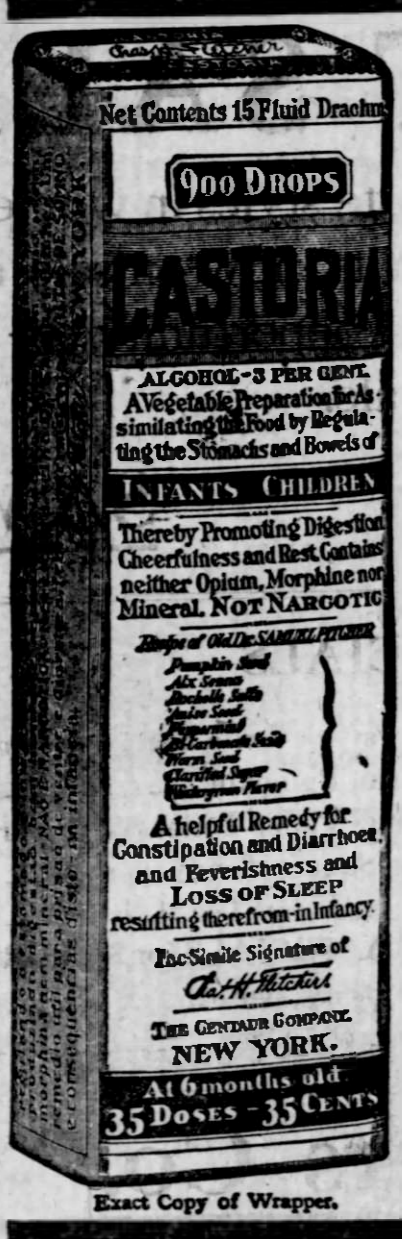 Chas. H. Fletcher
Net Contents 15 Fluid Drachm
900 DROPS
CASTORIA
ALCOHOL-3 PER CENT.
A Vegetable Preparation for As-
similating the Food by Regula-
ting the Stomachs and Bowels of
INFANTS CHILDREN
Thereby Promoting Digestion
Cheerfulness and Rest. Contains
neither Opium, Morphine nor
Mineral. NOT NARCOTIC
Recipe of Old Dr. SAMUEL PITCHER
Pumpkin Seed
Alx Senna
Rochelle Salts
Anise Seed
Peppermint
Bi-Carbonate Soda
Worm Seed
Clarified Sugar
Wintergreen Flavor
A helpful Remedy for
Constipation and Diarrhoea,
and Feverishness and
LOSS OF SLEEP
resulting therefrom-in Infancy.
Fac-Simile Signature of
Chas. H. Fletcher
THE CENTAUR COMPANY.
NEW YORK.
At 6 months old
35 DOSES - 35 CENTS
Exact Copy of Wrapper.